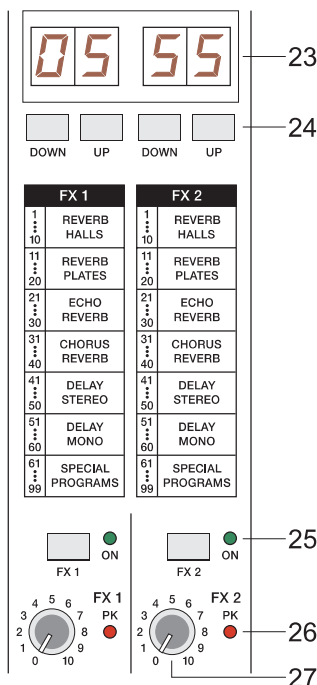 05 55
23
24
DOWN UP DOWN UP
FX 1 FX 2
1 REVERB 1 REVERB
10 HALLS 10 HALLS
11 REVERB 11 REVERB
20 PLATES 20 PLATES
21 ECHO 21 ECHO
30 REVERB 30 REVERB
31 CHORUS 31 CHORUS
40 REVERB 40 REVERB
41 DELAY 41 DELAY
50 STEREO 50 STEREO
51 DELAY 51 DELAY
60 MONO 60 MONO
61 SPECIAL 61 SPECIAL
99 PROGRAMS 99 PROGRAMS
25
ON ON
FX 1 FX 2
FX 1 FX 2
PK PK
0 1 2 3 4 5 6 7 8 9 10
0 1 2 3 4 5 6 7 8 9 10
26
27